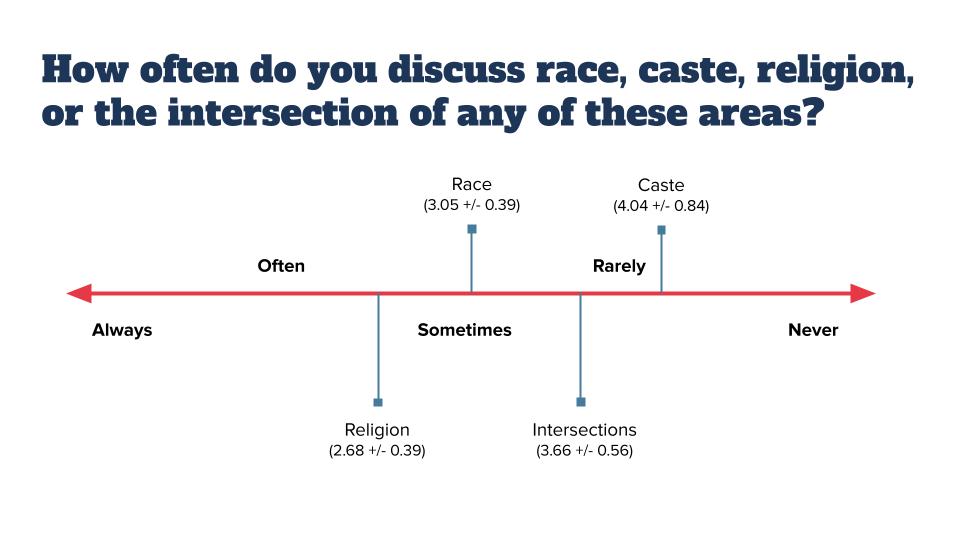 How often do you discuss race, caste, religion,
or the intersection of any of these areas?
Race
(3.05 +/- 0.39)
Caste
(4.04 +/- 0.84)
Often
Rarely
Always
Sometimes
Never
Religion
(2.68 +/- 0.39)
Intersections
(3.66 +/- 0.56)